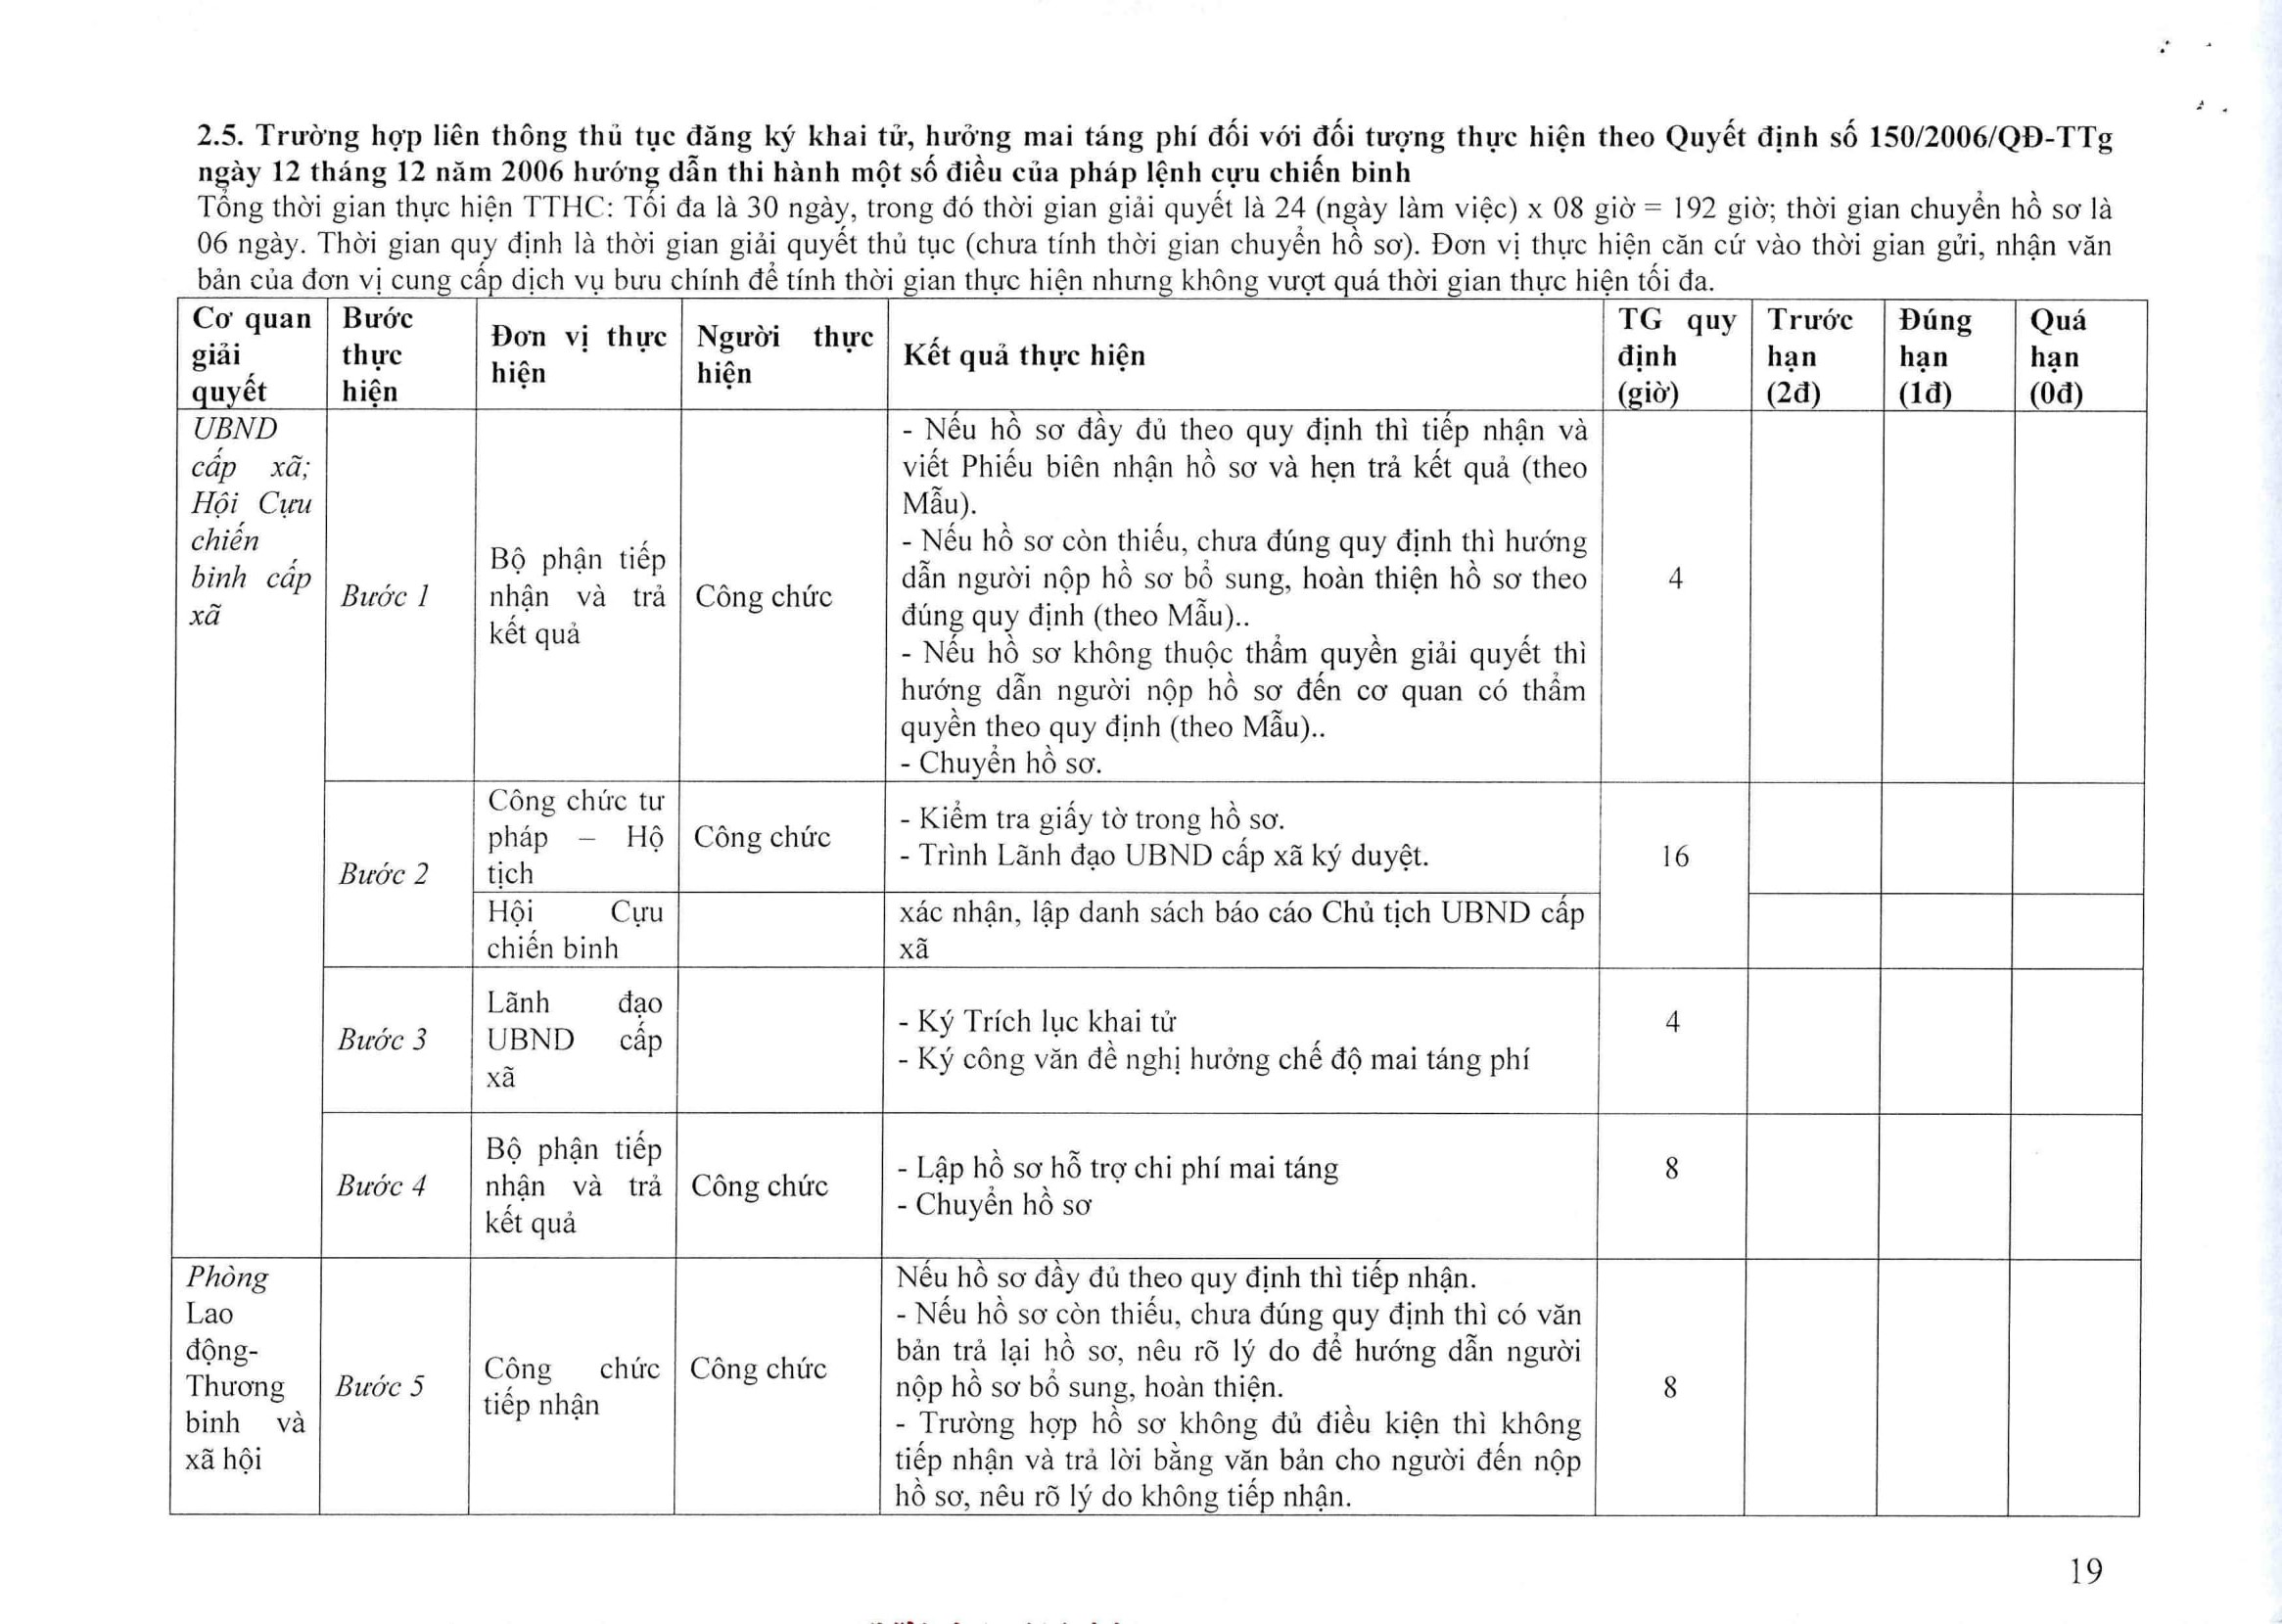 2.5. Trường hợp liên thông thủ tục đăng ký khai tử, hưởng mai táng phí đối với đối tượng thực hiện theo Quyết định số 150/2006/QĐ-TTg
ngày 12 tháng 12 năm 2006 hướng dẫn thi hành một số điều của pháp lệnh cựu chiến binh
Tổng thời gian thực hiện TTHC: Tối đa là 30 ngày, trong đó thời gian giải quyết là 24 (ngày làm việc) x 08 giờ = 192 giờ; thời gian chuyển hồ sơ là
06 ngày. Thời gian quy định là thời gian giải quyết thủ tục (chưa tính thời gian chuyển hồ sơ). Đơn vị thực hiện căn cứ vào thời gian gửi, nhận văn
bản của đơn vị cung cấp dịch vụ bưu chính để tính thời gian thực hiện nhưng không vượt quá thời gian thực hiện tối đa.
Cơ quan
giải
quyết
Bước
thực
hiện
Đơn vị thực
hiện
Người thực
hiện
Kết quả thực hiện
TG quy
định
(giờ)
Trước
hạn
(2đ)
Đúng
hạn
(1đ)
Quá
hạn
(0đ)
UBND
cấp xã;
Hội Cựu
chiến
binh cấp
xã
Bước 1
Bộ phận tiếp
nhận và trả
kết quả
Công chức
- Nếu hồ sơ đầy đủ theo quy định thì tiếp nhận và
viết Phiếu biên nhận hồ sơ và hẹn trả kết quả (theo
Mẫu).
- Nếu hồ sơ còn thiếu, chưa đúng quy định thì hướng
dẫn người nộp hồ sơ bổ sung, hoàn thiện hồ sơ theo
đúng quy định (theo Mẫu)..
- Nếu hồ sơ không thuộc thẩm quyền giải quyết thì
hướng dẫn người nộp hồ sơ đến cơ quan có thẩm
quyền theo quy định (theo Mẫu)..
- Chuyển hồ sơ.
4
Bước 2
Công chức tư
pháp – Hộ
tịch
Công chức
- Kiểm tra giấy tờ trong hồ sơ.
- Trình Lãnh đạo UBND cấp xã ký duyệt.
16
Hội Cựu
chiến binh
xác nhận, lập danh sách báo cáo Chủ tịch UBND cấp
xã
Bước 3
Lãnh đạo
UBND cấp
xã
- Ký Trích lục khai tử
- Ký công văn đề nghị hưởng chế độ mai táng phí
4
Bước 4
Bộ phận tiếp
nhận và trả
kết quả
Công chức
- Lập hồ sơ hỗ trợ chi phí mai táng
- Chuyển hồ sơ
8
Phòng
Lao
động-
Thương
binh và
xã hội
Bước 5
Công chức
tiếp nhận
Công chức
Nếu hồ sơ đầy đủ theo quy định thì tiếp nhận.
- Nếu hồ sơ còn thiếu, chưa đúng quy định thì có văn
bản trả lại hồ sơ, nêu rõ lý do để hướng dẫn người
nộp hồ sơ bổ sung, hoàn thiện.
- Trường hợp hồ sơ không đủ điều kiện thì không
tiếp nhận và trả lời bằng văn bản cho người đến nộp
hồ sơ, nêu rõ lý do không tiếp nhận.
8
19